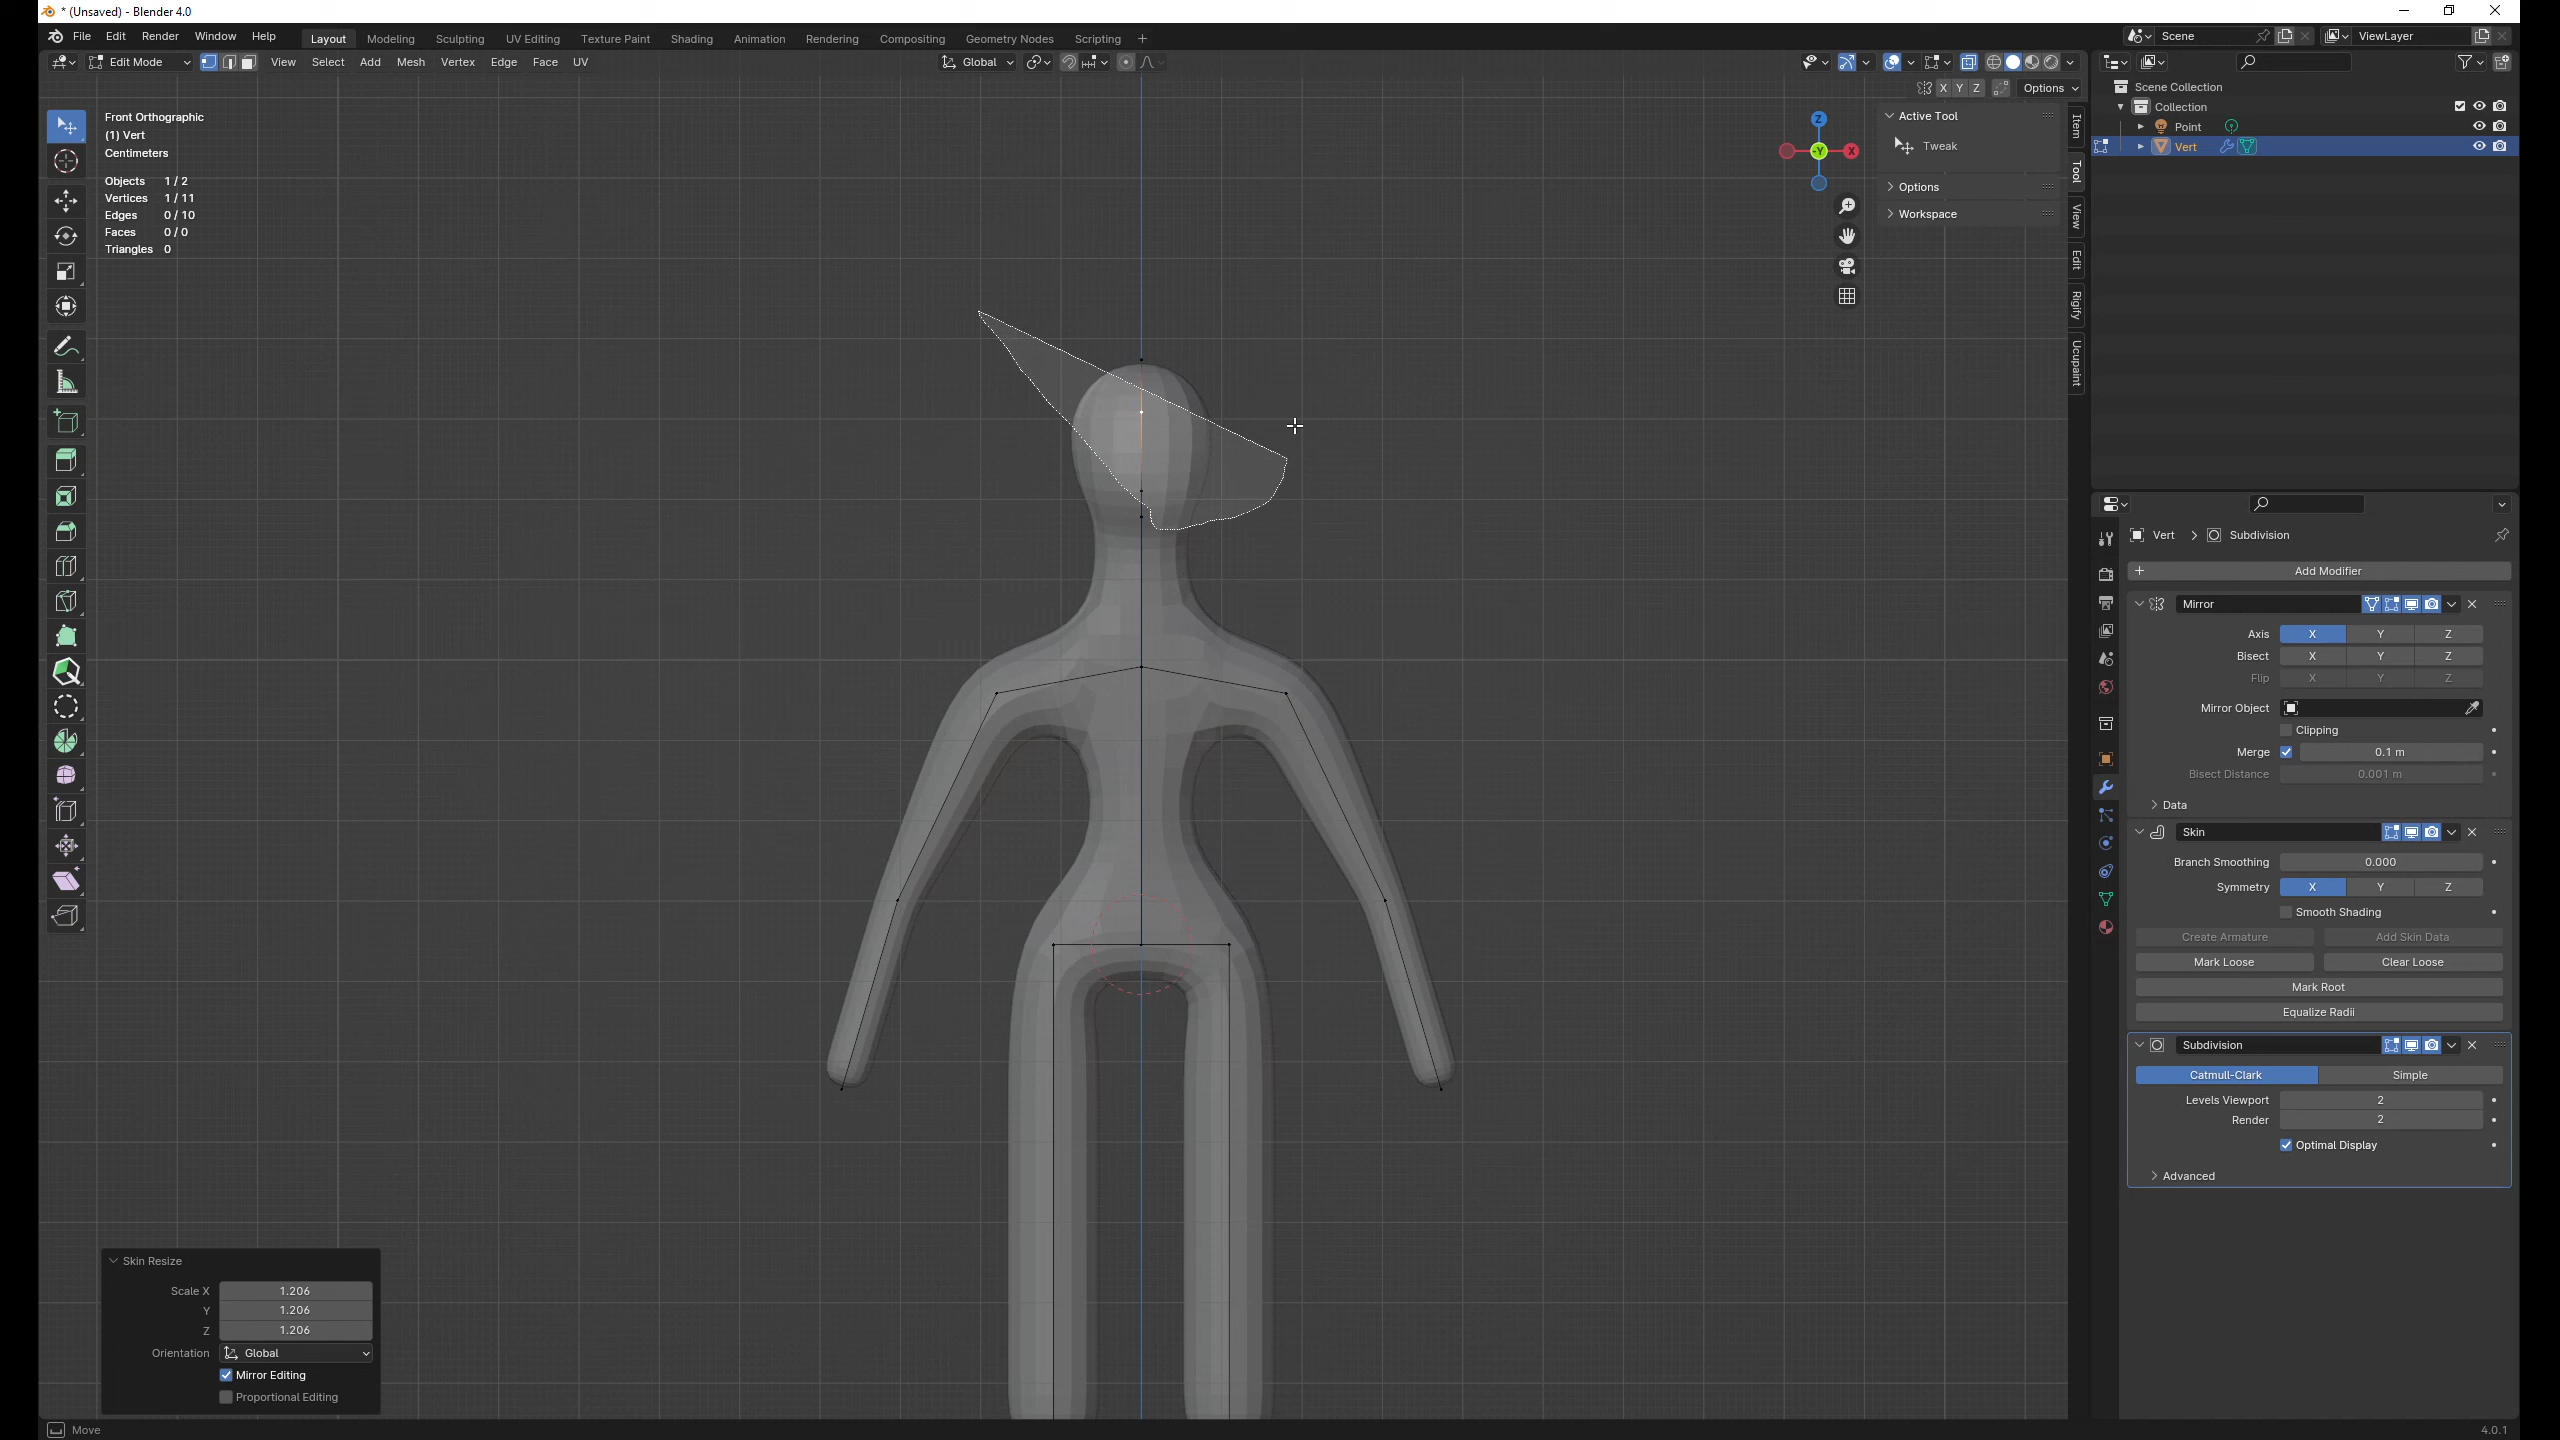 * (Unsaved) - Blender 4.0
File Edit Render Window Help
Layout Modeling Sculpting UV Editing Texture Paint Shading Animation Rendering Compositing Geometry Nodes Scripting +
Scene
ViewLayer
Edit Mode
View Select Add Mesh Vertex Edge Face UV
Global
X Y Z
Options
Front Orthographic
(1) Vert
Centimeters
Objects 1 / 2
Vertices 1 / 11
Edges 0 / 10
Faces 0 / 0
Triangles 0
Z
-Y
X
Active Tool
Tweak
Options
Workspace
Item
Tool
View
Edit
Rigify
Ucupaint
Scene Collection
Collection
Point
Vert
Vert > Subdivision
+ Add Modifier
Mirror
Axis X Y Z
Bisect X Y Z
Flip X Y Z
Mirror Object
Clipping
Merge 0.1 m
Bisect Distance 0.001 m
Data
Skin
Branch Smoothing 0.000
Symmetry X Y Z
Smooth Shading
Create Armature Add Skin Data
Mark Loose Clear Loose
Mark Root
Equalize Radii
Subdivision
Catmull-Clark Simple
Levels Viewport 2
Render 2
Optimal Display
Advanced
Skin Resize
Scale X 1.206
Y 1.206
Z 1.206
Orientation Global
Mirror Editing
Proportional Editing
Move
4.0.1